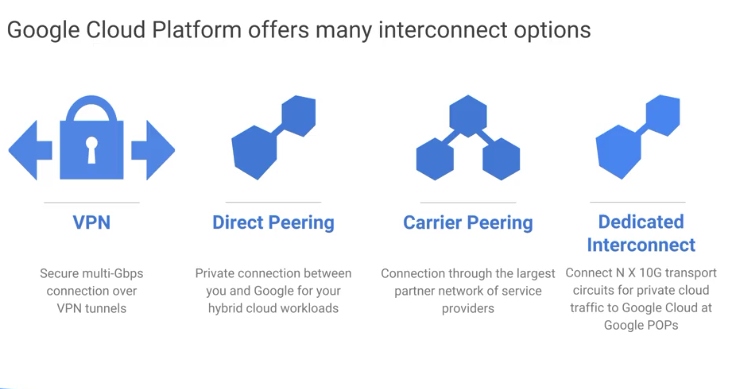 Google Cloud Platform offers many interconnect options
VPN
Secure multi-Gbps
connection over
VPN tunnels
Direct Peering
Private connection between
you and Google for your
hybrid cloud workloads
Carrier Peering
Connection through the largest
partner network of service
providers
Dedicated
Interconnect
Connect N X 10G transport
circuits for private cloud
traffic to Google Cloud at
Google POPs